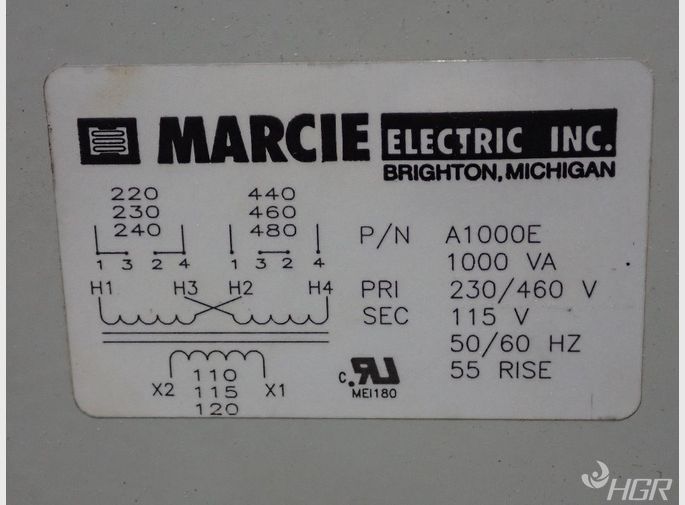 MARCIE ELECTRIC INC.
BRIGHTON, MICHIGAN
220 440
230 460
240 480
1 3 2 4 1 3 2 4
H1 H3 H2 H4
X2 110 X1
115
120
P/N A1000E
1000 VA
PRI 230/460 V
SEC 115 V
50/60 HZ
55 RISE
c RU
MEI180
HGR